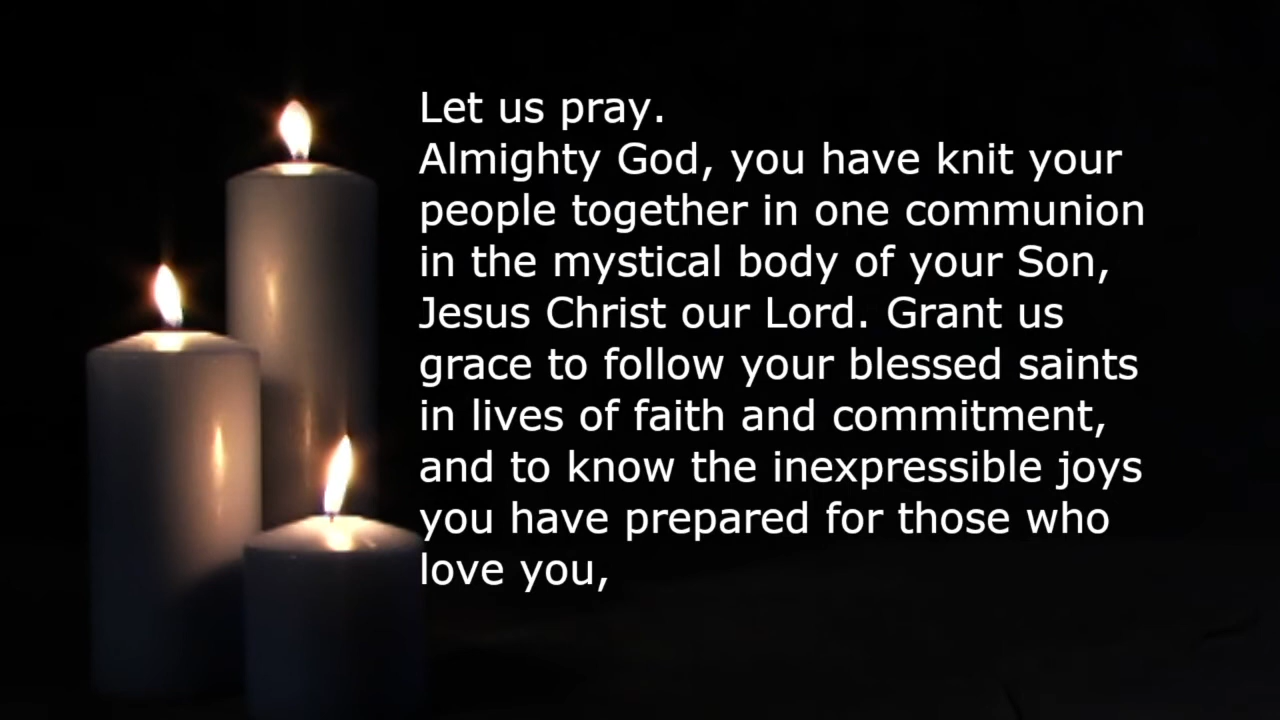 Let us pray.
Almighty God, you have knit your
people together in one communion
in the mystical body of your Son,
Jesus Christ our Lord. Grant us
grace to follow your blessed saints
in lives of faith and commitment,
and to know the inexpressible joys
you have prepared for those who
love you,